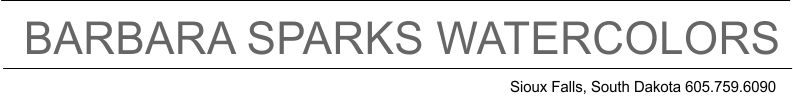 BARBARA SPARKS WATERCOLORS
Sioux Falls, South Dakota 605.759.6090